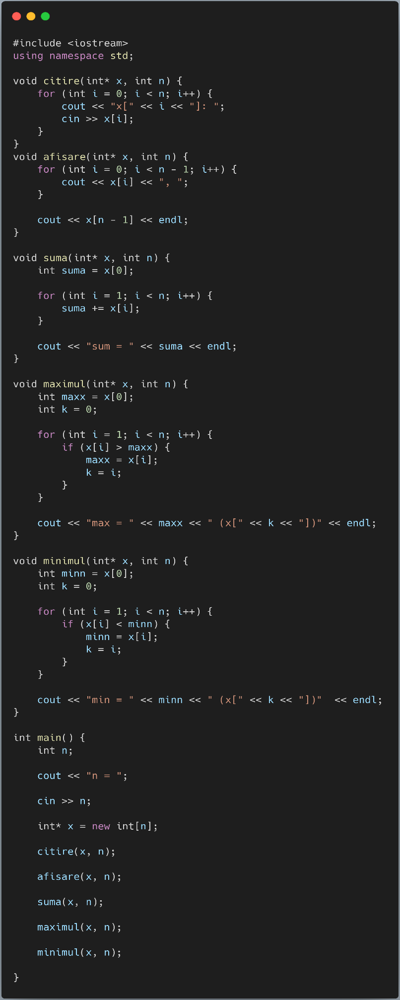 #include <iostream>
using namespace std;

void citire(int* x, int n) {
    for (int i = 0; i < n; i++) {
        cout << "x[" << i << "]: ";
        cin >> x[i];
    }
}
void afisare(int* x, int n) {
    for (int i = 0; i < n - 1; i++) {
        cout << x[i] << ", ";
    }

    cout << x[n - 1] << endl;
}

void suma(int* x, int n) {
    int suma = x[0];

    for (int i = 1; i < n; i++) {
        suma += x[i];
    }

    cout << "sum = " << suma << endl;
}

void maximul(int* x, int n) {
    int maxx = x[0];
    int k = 0;

    for (int i = 1; i < n; i++) {
        if (x[i] > maxx) {
            maxx = x[i];
            k = i;
        }
    }

    cout << "max = " << maxx << " (x[" << k << "])" << endl;
}

void minimul(int* x, int n) {
    int minn = x[0];
    int k = 0;

    for (int i = 1; i < n; i++) {
        if (x[i] < minn) {
            minn = x[i];
            k = i;
        }
    }

    cout << "min = " << minn << " (x[" << k << "])"  << endl;
}

int main() {
    int n;

    cout << "n = ";

    cin >> n;

    int* x = new int[n];

    citire(x, n);

    afisare(x, n);

    suma(x, n);

    maximul(x, n);

    minimul(x, n);

}